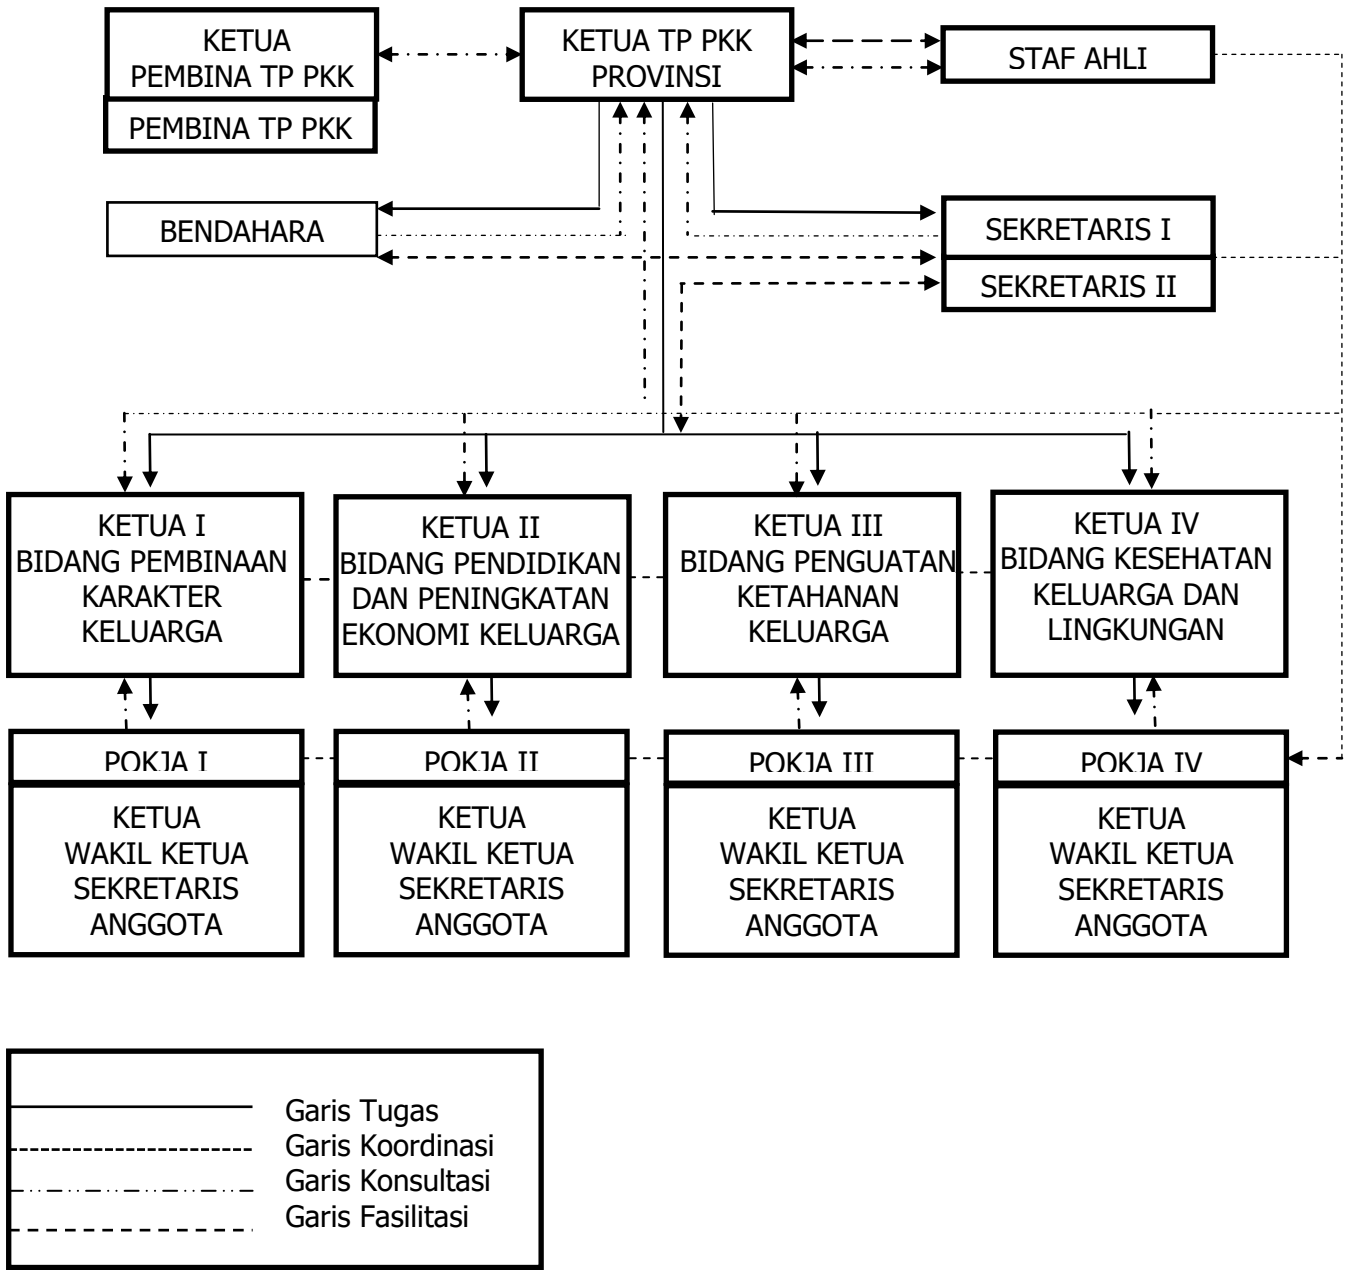 KETUA
PEMBINA TP PKK
PEMBINA TP PKK
KETUA TP PKK
PROVINSI
STAF AHLI
BENDAHARA
SEKRETARIS I
SEKRETARIS II
KETUA I
BIDANG PEMBINAAN
KARAKTER
KELUARGA
KETUA II
BIDANG PENDIDIKAN
DAN PENINGKATAN
EKONOMI KELUARGA
KETUA III
BIDANG PENGUATAN
KETAHANAN
KELUARGA
KETUA IV
BIDANG KESEHATAN
KELUARGA DAN
LINGKUNGAN
POKJA I
POKJA II
POKJA III
POKJA IV
KETUA
WAKIL KETUA
SEKRETARIS
ANGGOTA
KETUA
WAKIL KETUA
SEKRETARIS
ANGGOTA
KETUA
WAKIL KETUA
SEKRETARIS
ANGGOTA
KETUA
WAKIL KETUA
SEKRETARIS
ANGGOTA
Garis Tugas
Garis Koordinasi
Garis Konsultasi
Garis Fasilitasi